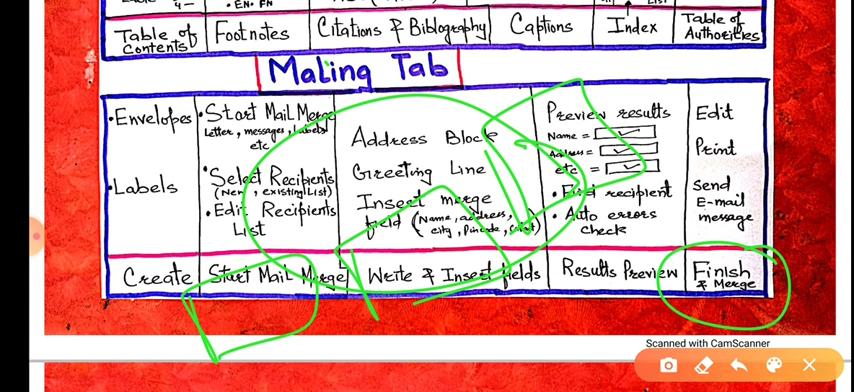 • EN • FN
Table of Contents
Footnotes
Citations & Biblography
Captions
Index
Table of Authorities
Maling Tab
• Envelopes
• Labels
Create
• Start Mail Merge
Letter, messages, Labels
etc
• Select Recipients
(New, existing List)
• Edit Recipients
List
Start Mail Merge
Address Block
Greeting Line
Insert merge
field (Name, address,
city, Pincode,
Write & Insert fields
Preview results
Name =
Address =
etc =
• Find recipient
• Auto errors
check
Results Preview
Edit
Print
Send
E-mail
message
Finish
& Merge
Scanned with CamScanner